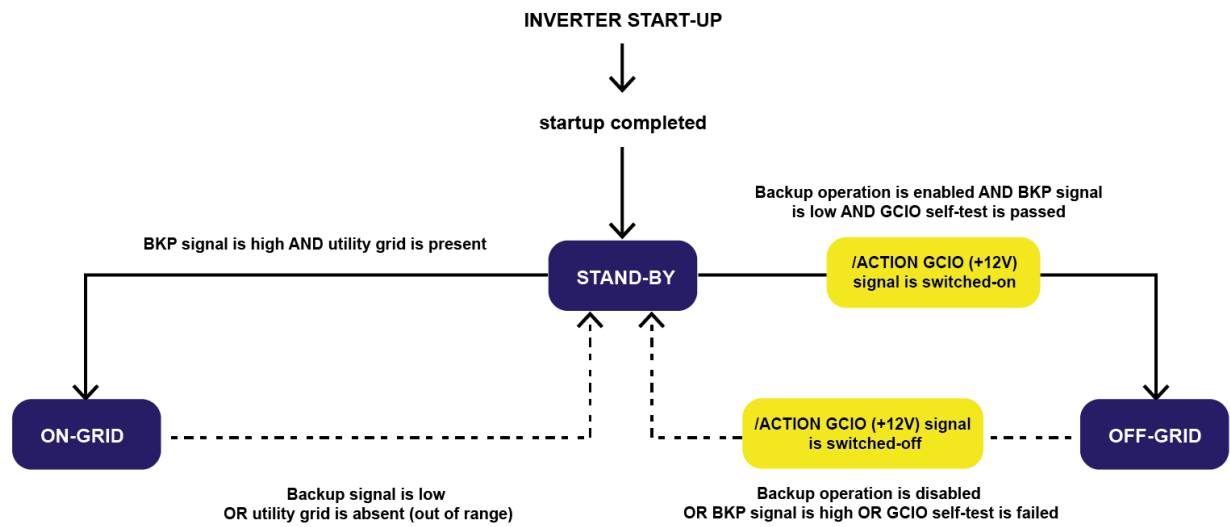 INVERTER START-UP
startup completed
Backup operation is enabled AND BKP signal
is low AND GCIO self-test is passed
BKP signal is high AND utility grid is present
STAND-BY
/ACTION GCIO (+12V)
signal is switched-on
ON-GRID
/ACTION GCIO (+12V) signal
is switched-off
OFF-GRID
Backup signal is low
OR utility grid is absent (out of range)
Backup operation is disabled
OR BKP signal is high OR GCIO self-test is failed